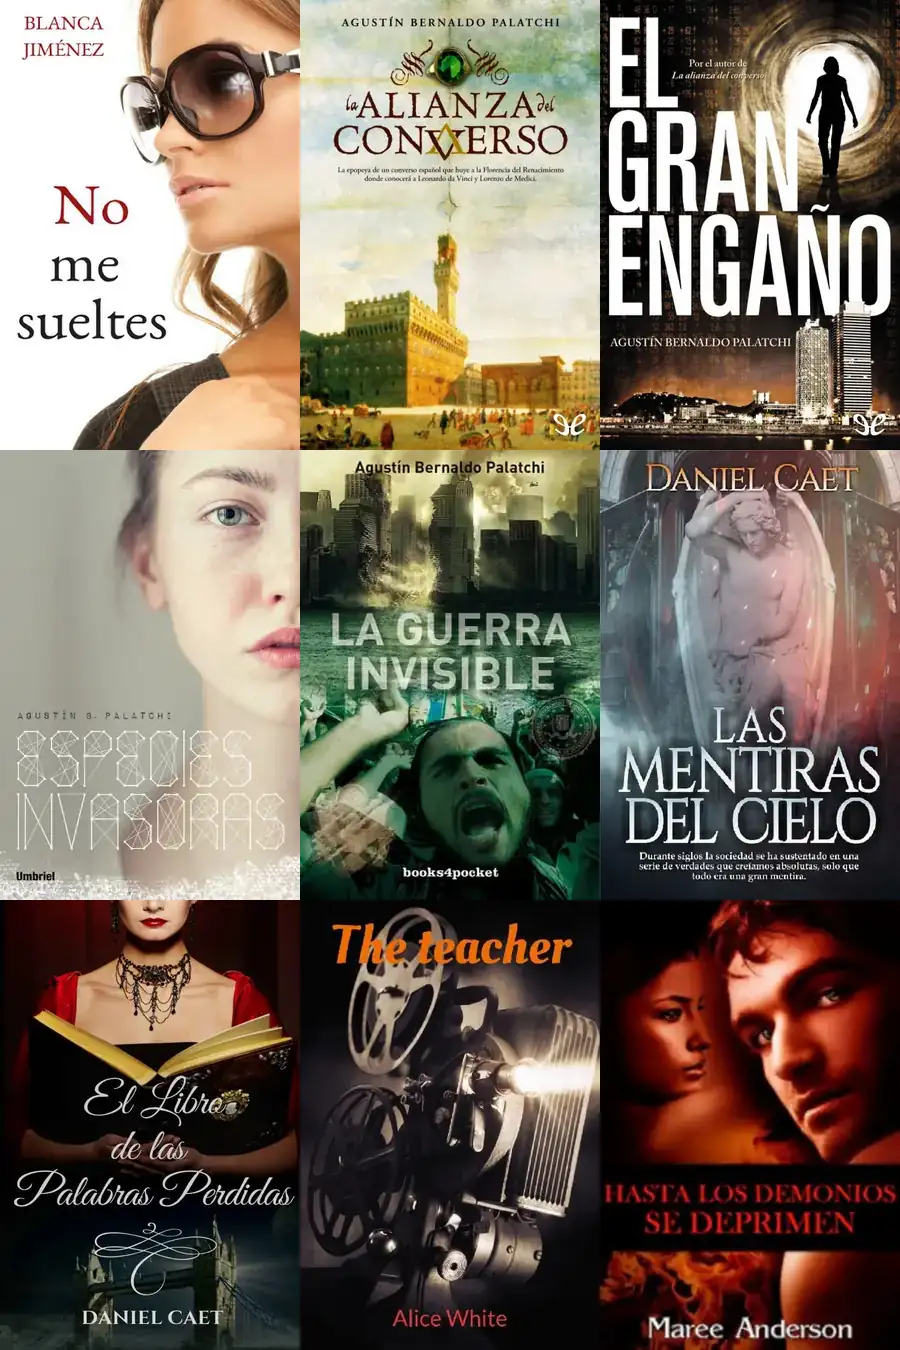 BLANCA
JIMÉNEZ
No
me
sueltes
AGUSTÍN BERNALDO PALATCHI
la ALIANZA del
CONVERSO
La epopeya de un converso español que huye a la Florencia del Renacimiento
donde conocerá a Leonardo da Vinci y Lorenzo de Medici.
EL
Por el autor de
La alianza del converso
GRAN
ENGAÑO
AGUSTÍN BERNALDO PALATCHI
AGUSTÍN B. PALATCHI
ESPECIES
INVASORAS
Umbriel
Agustín Bernaldo Palatchi
LA GUERRA
INVISIBLE
books4pocket
DANIEL CAET
LAS
MENTIRAS
DEL CIELO
Durante siglos la sociedad se ha sustentado en una
serie de verdades que creíamos absolutas, solo que
todo era una gran mentira.
El Libro
de las
Palabras Perdidas
DANIEL CAET
The teacher
Alice White
HASTA LOS DEMONIOS
SE DEPRIMEN
Maree Anderson